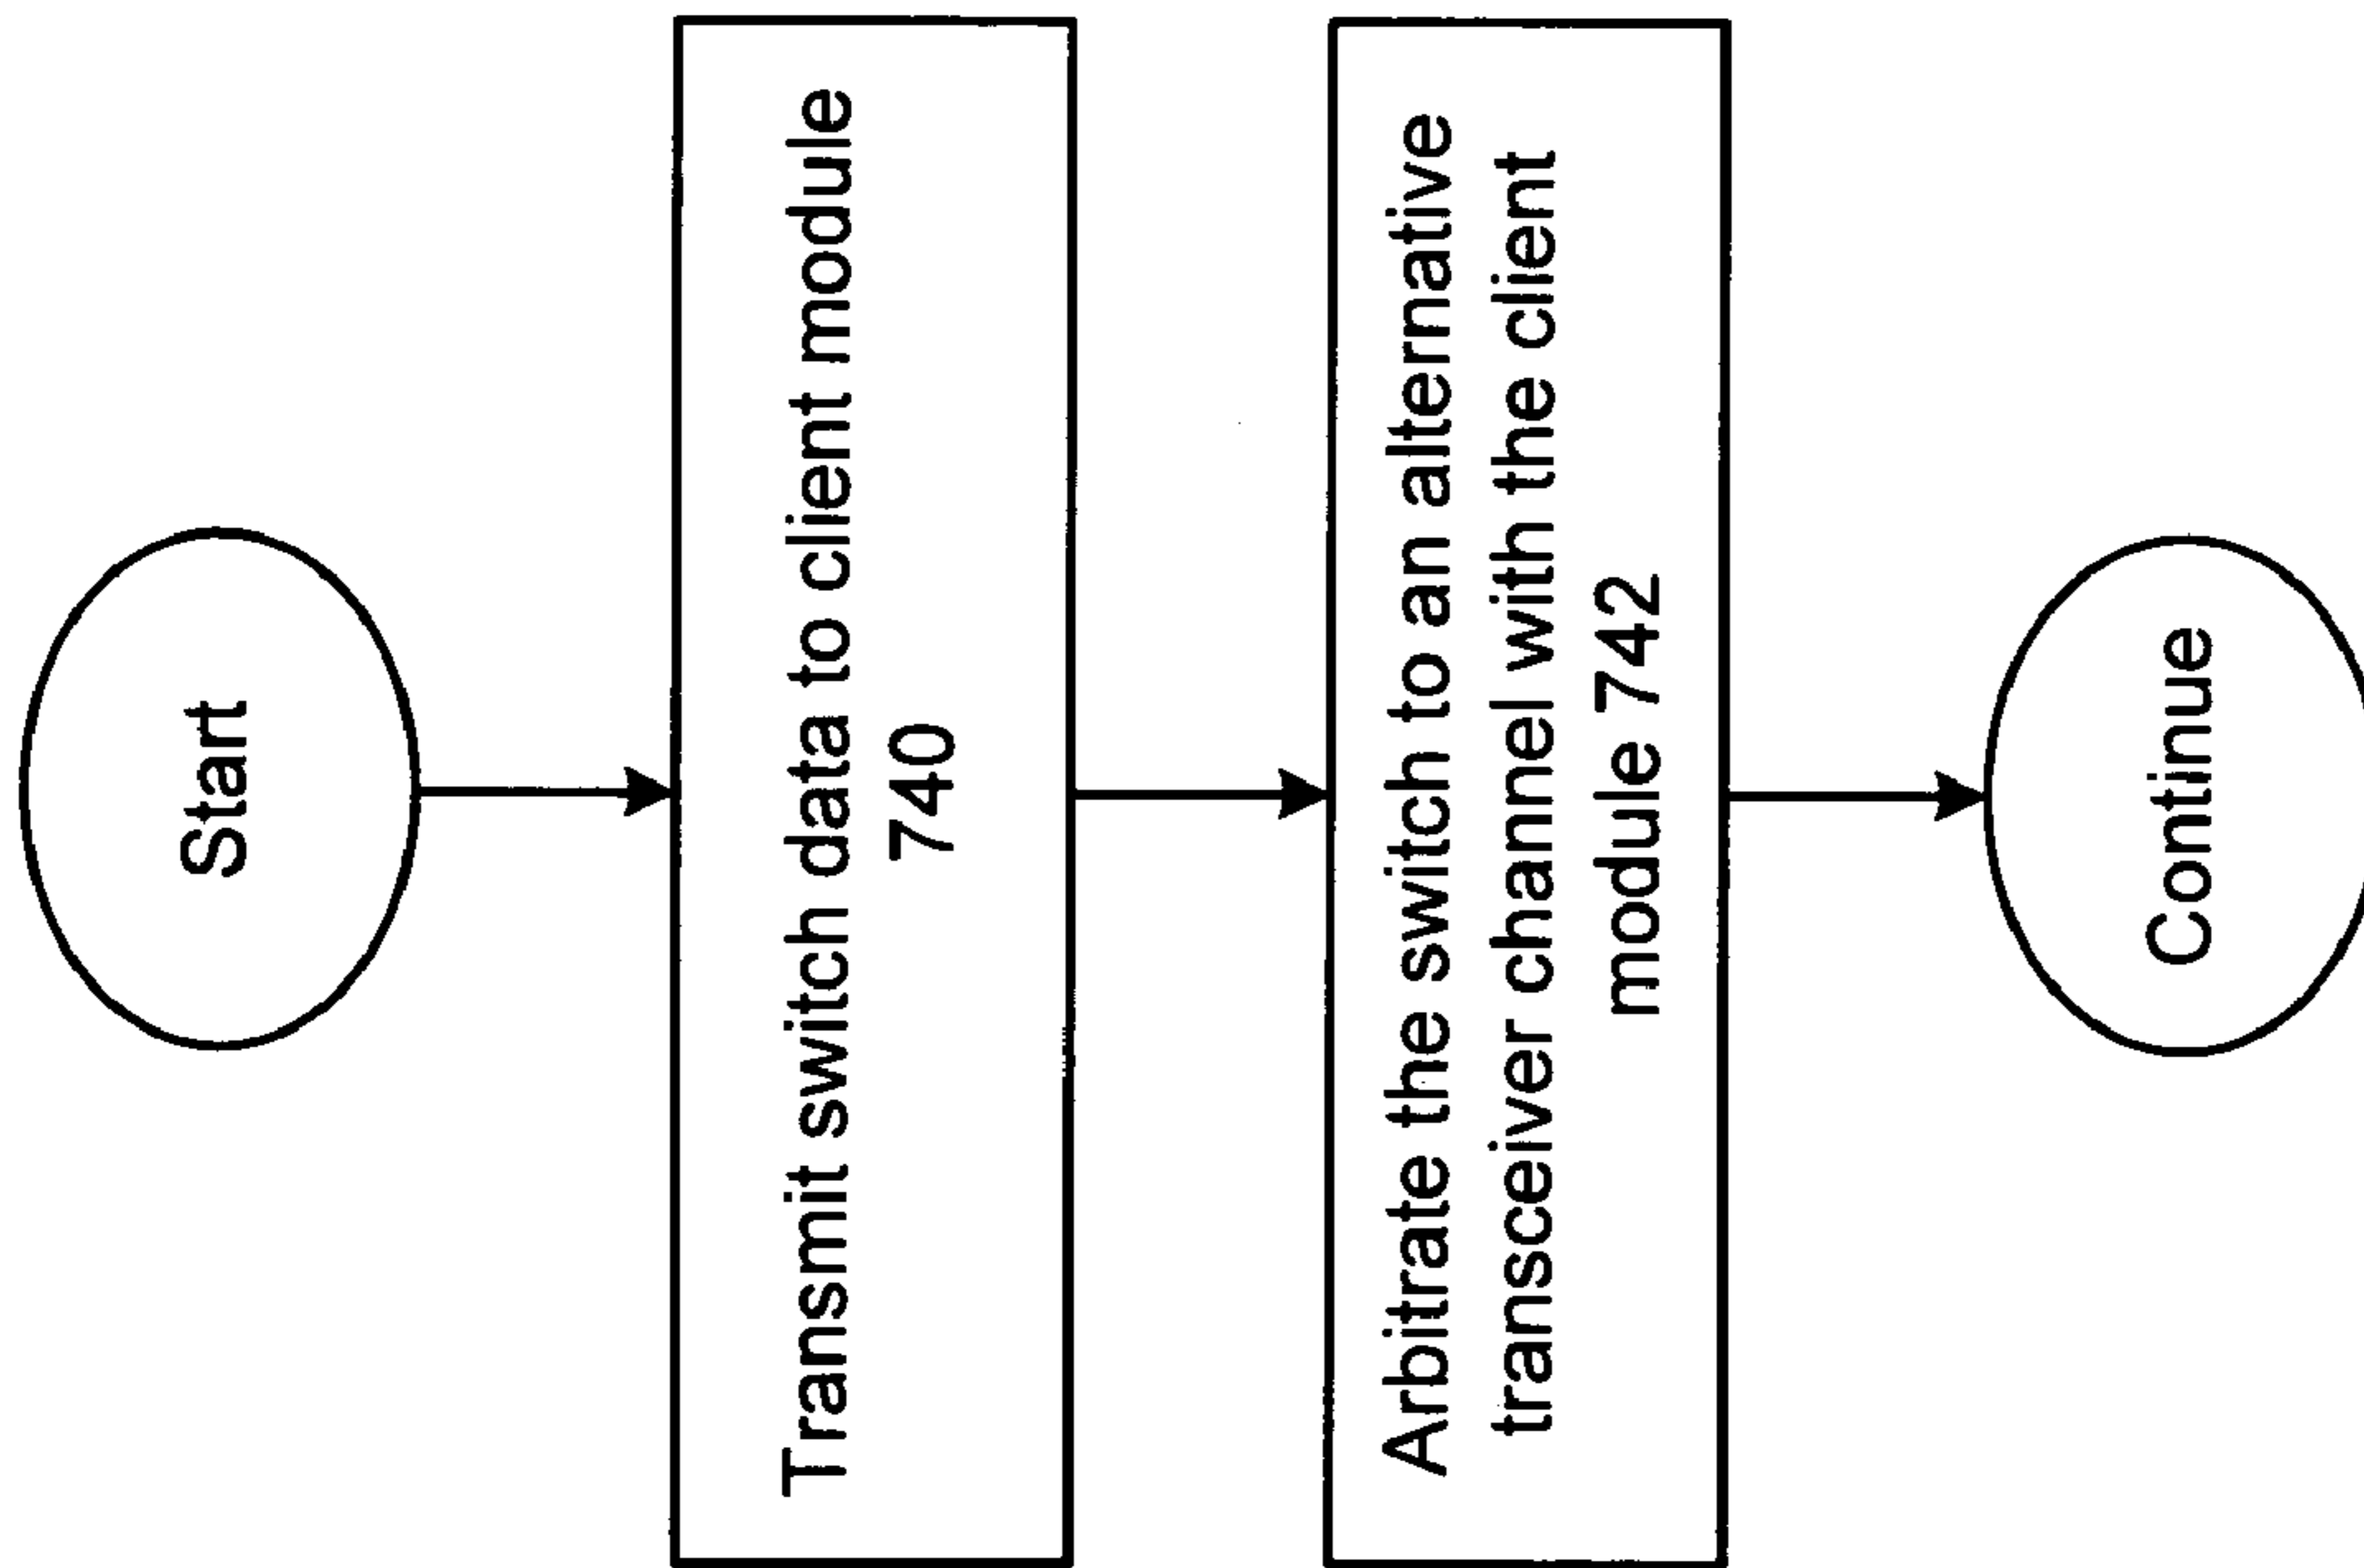 Start
Transmit switch data to client module
740
Arbitrate the switch to an alternative
transceiver channel with the client
module 742
Continue